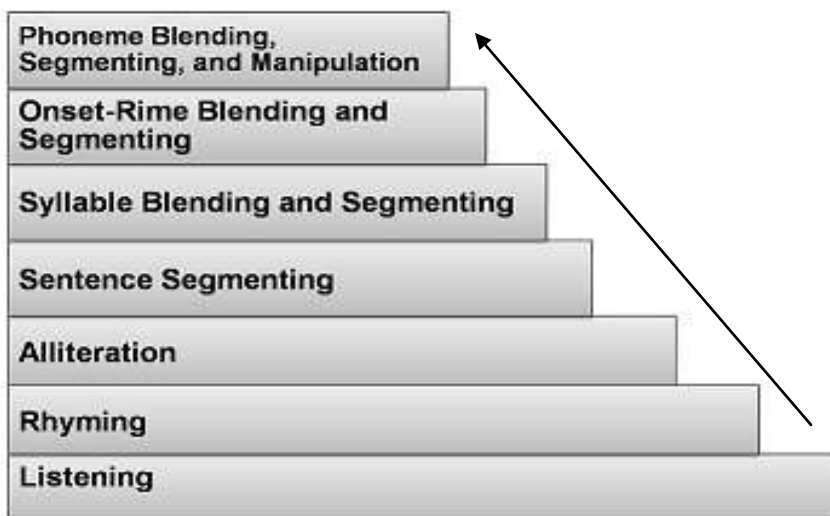 Phoneme Blending,
Segmenting, and Manipulation
Onset-Rime Blending and
Segmenting
Syllable Blending and Segmenting
Sentence Segmenting
Alliteration
Rhyming
Listening